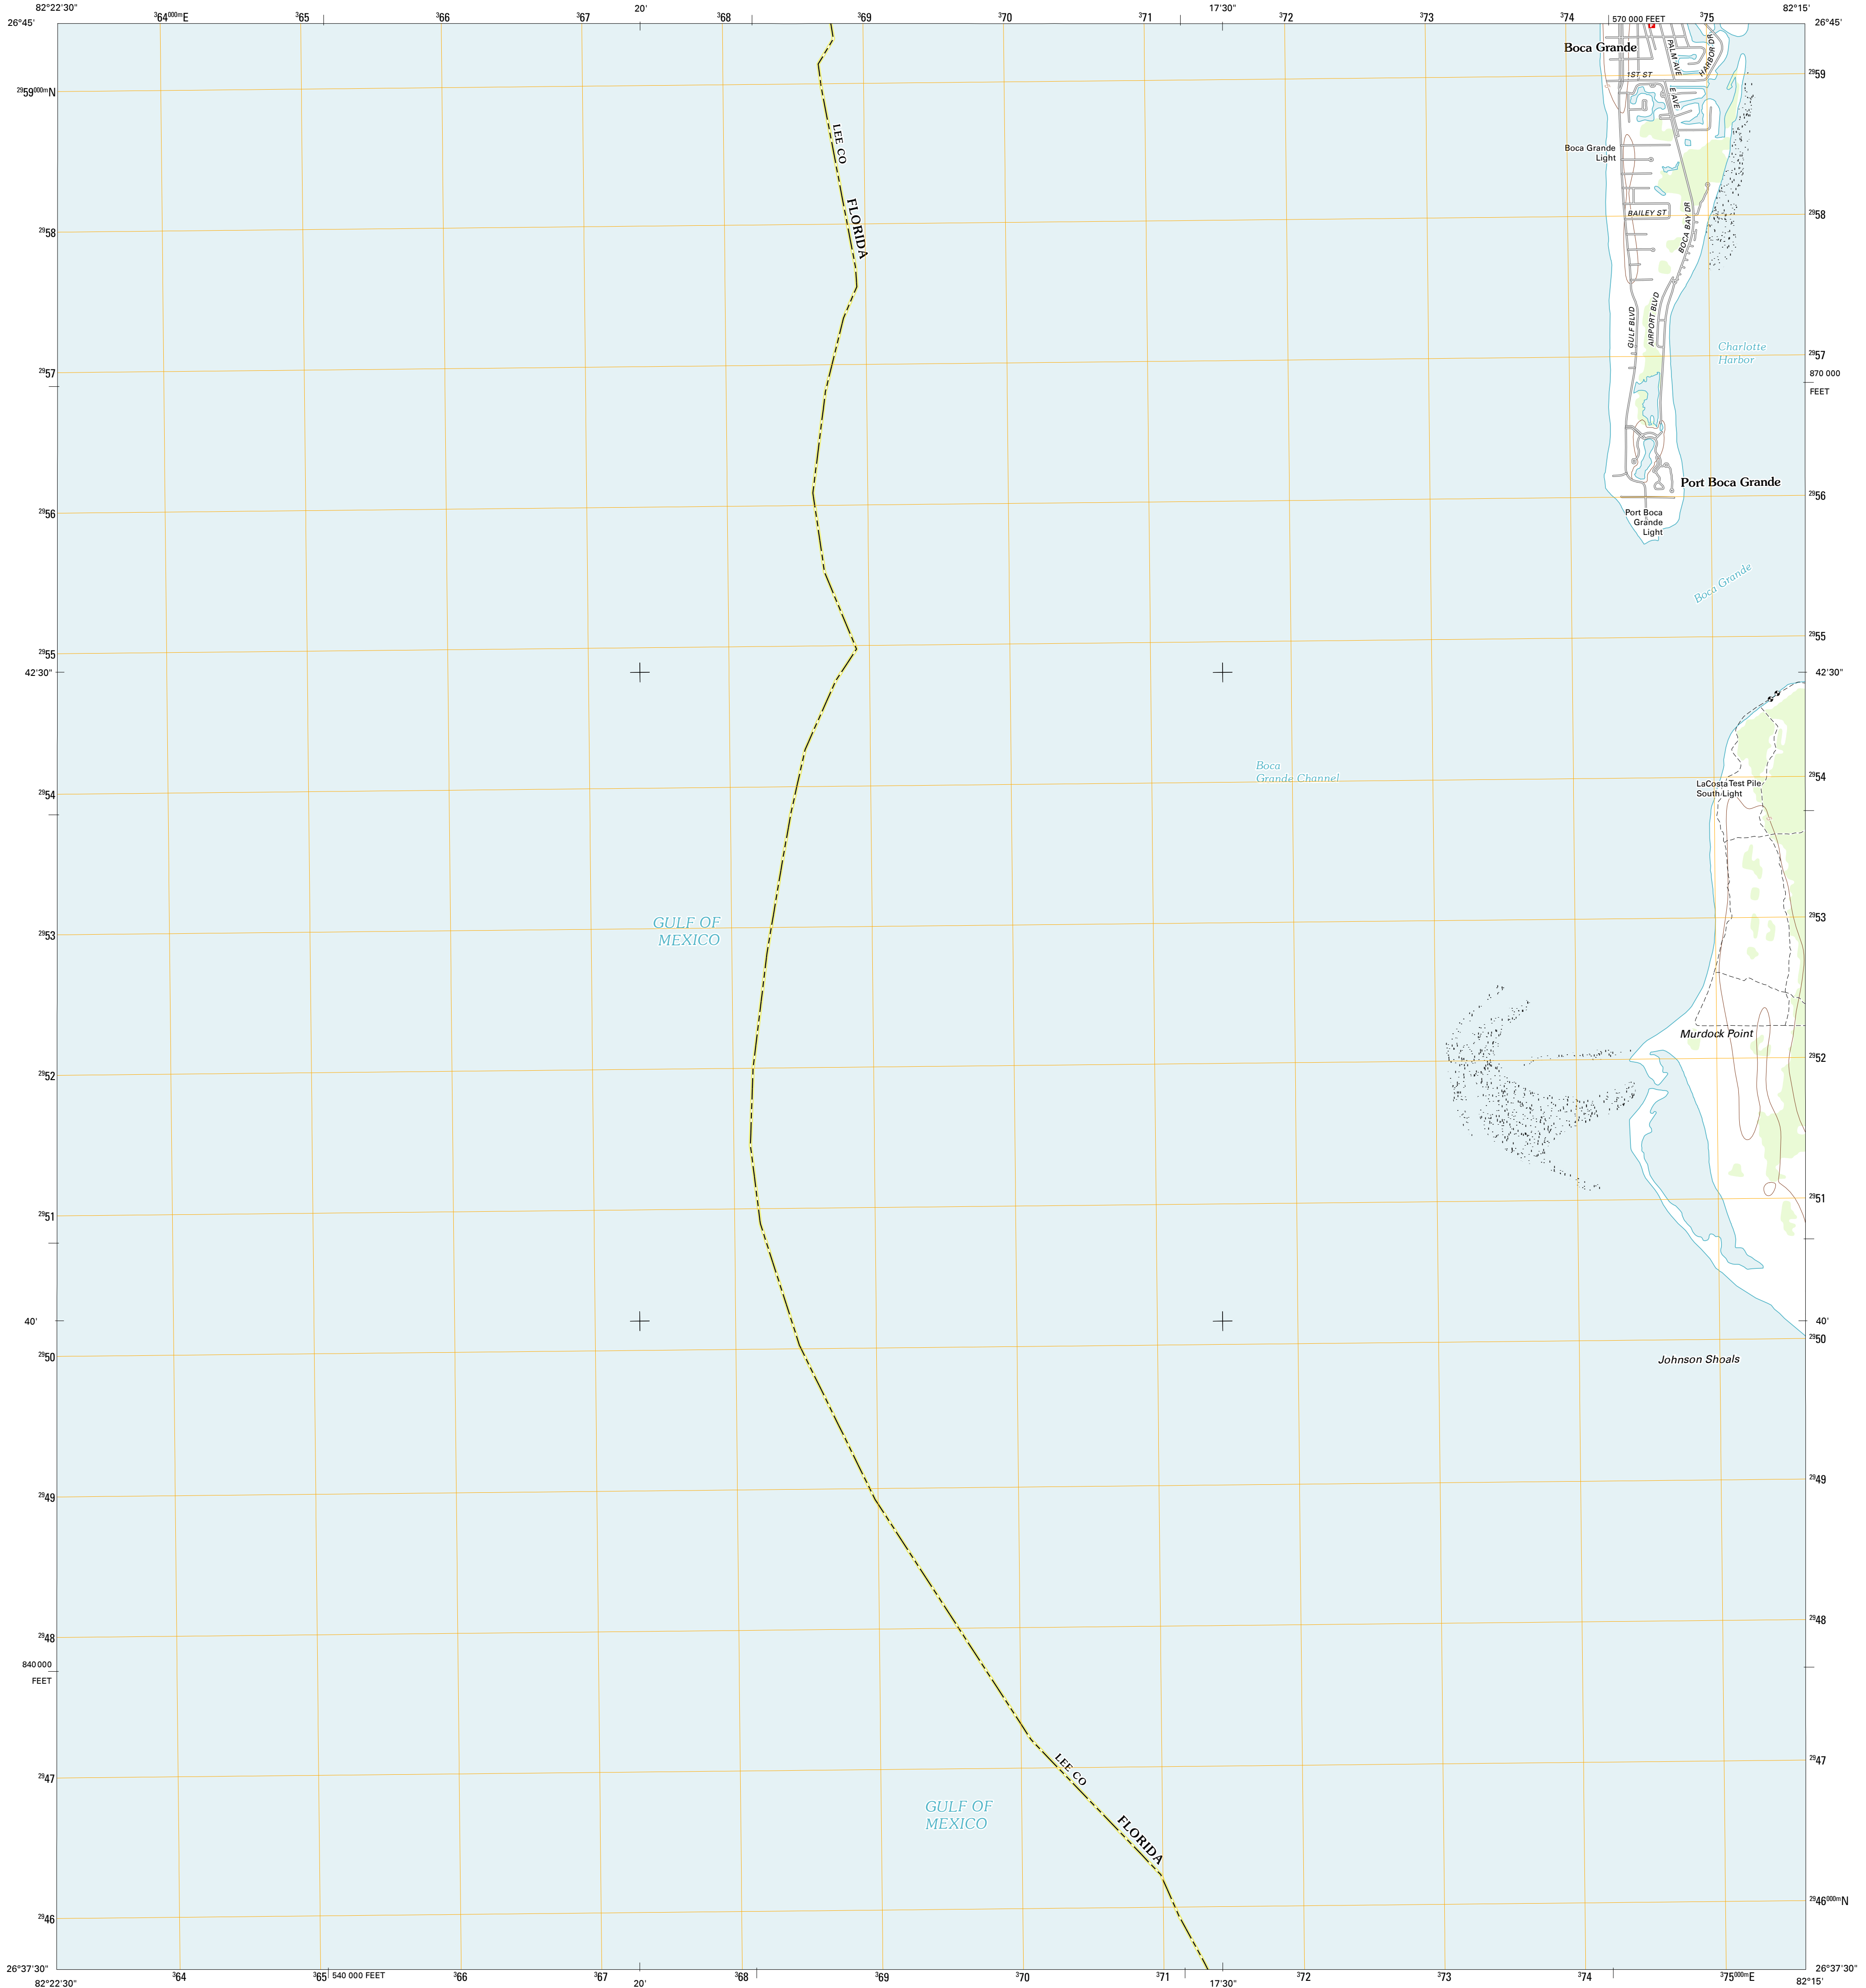 82°22'30"
³64⁰⁰⁰ᵐE
³65
³66
³67
20'
³68
³69
³70
³71
17'30"
³72
³73
³74
570 000 FEET
³75
82°15'
26°45'
26°45'
Boca Grande
PALM AVE
HARBOR DR
1ST ST
E AVE
²⁹59
²⁹59⁰⁰⁰ᵐN
LEE CO
Boca Grande
Light
FLORIDA
BAILEY ST
BOCA BAY DR
²⁹58
²⁹58
GULF BLVD
AIRPORT BLVD
Charlotte
Harbor
²⁹57
²⁹57
870 000
FEET
Port Boca Grande
²⁹56
²⁹56
Port Boca
Grande
Light
Boca Grande
²⁹55
²⁹55
42'30"
42'30"
Boca
Grande Channel
²⁹54
²⁹54
LaCosta Test Pile
South Light
GULF OF
MEXICO
²⁹53
²⁹53
Murdock Point
²⁹52
²⁹52
²⁹51
²⁹51
40'
40'
²⁹50
²⁹50
Johnson Shoals
²⁹49
²⁹49
²⁹48
²⁹48
840 000
FEET
²⁹47
²⁹47
LEE CO
GULF OF
MEXICO
FLORIDA
²⁹46
²⁹46⁰⁰⁰ᵐN
26°37'30"
26°37'30"
82°22'30"
³64
³65
540 000 FEET
³66
³67
20'
³68
³69
³70
³71
17'30"
³72
³73
³74
³75⁰⁰⁰ᵐE
82°15'